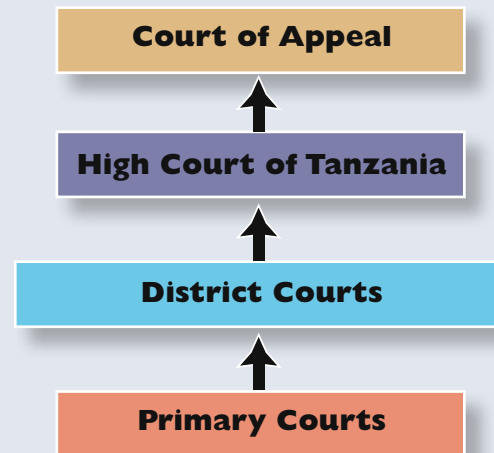 Court of Appeal
High Court of Tanzania
District Courts
Primary Courts